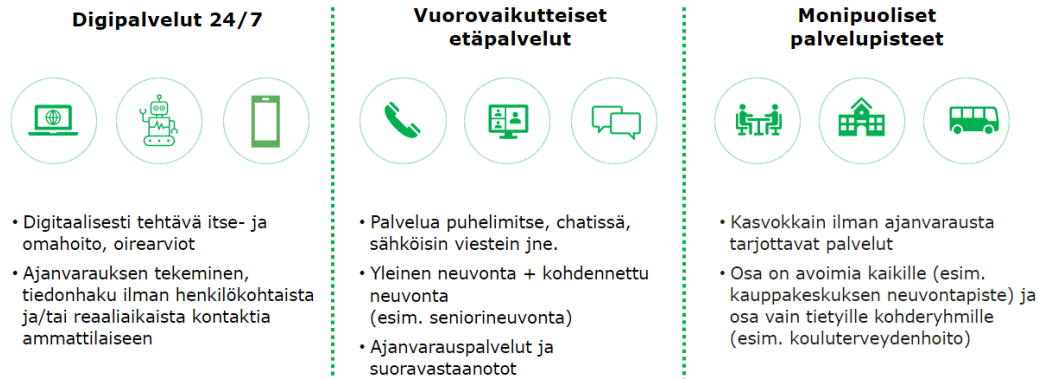 Digipalvelut 24/7
• Digitaalisesti tehtävä itse- ja
omahoito, oirearviot
• Ajanvarauksen tekeminen,
tiedonhaku ilman henkilökohtaista
ja/tai reaaliaikaista kontaktia
ammattilaiseen
Vuorovaikutteiset
etäpalvelut
• Palvelua puhelimitse, chatissä,
sähköisin viestein jne.
• Yleinen neuvonta + kohdennettu
neuvonta
(esim. seniorineuvonta)
• Ajanvarauspalvelut ja
suoravastaanotot
Monipuoliset
palvelupisteet
• Kasvokkain ilman ajanvarausta
tarjottavat palvelut
• Osa on avoimia kaikille (esim.
kauppakeskuksen neuvontapiste) ja
osa vain tietyille kohderyhmille
(esim. kouluterveydenhoito)